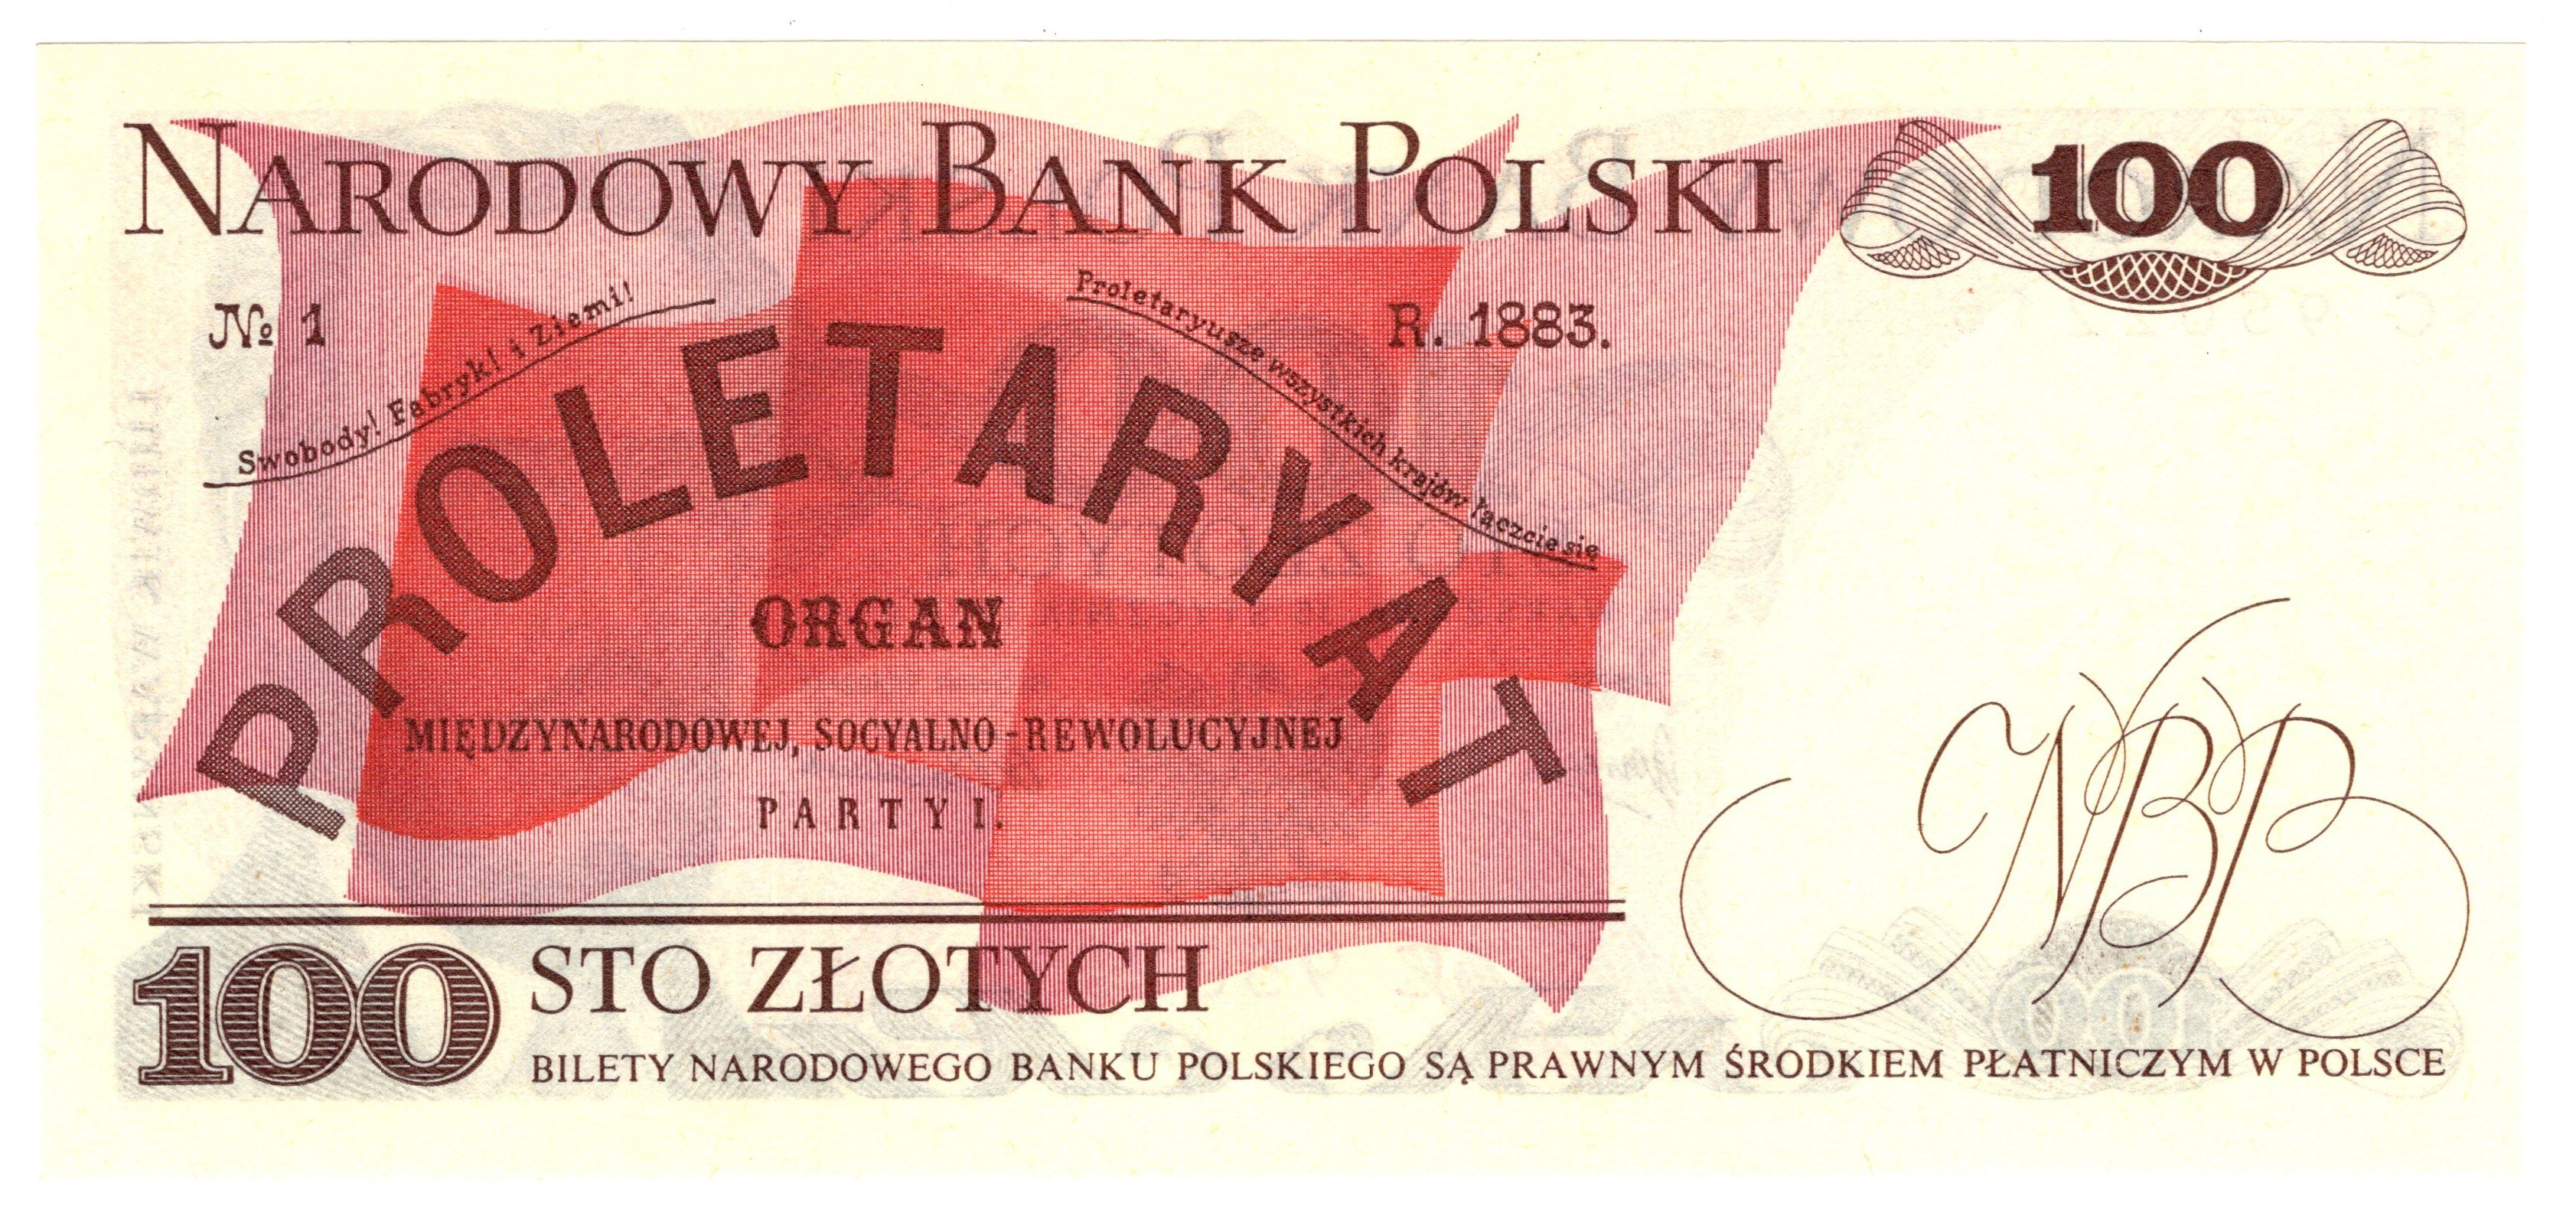 NARODOWY BANK POLSKI
100
№ 1
Swobody! Fabryk! i Ziemi!
Proletaryusze wszystkich krajów łączcie się
R. 1883.
PROLETARYAT
ORGAN
MIĘDZYNARODOWEJ, SOCYALNO-REWOLUCYJNEJ
PARTYI.
NBP
100 STO ZŁOTYCH
BILETY NARODOWEGO BANKU POLSKIEGO SĄ PRAWNYM ŚRODKIEM PŁATNICZYM W POLSCE